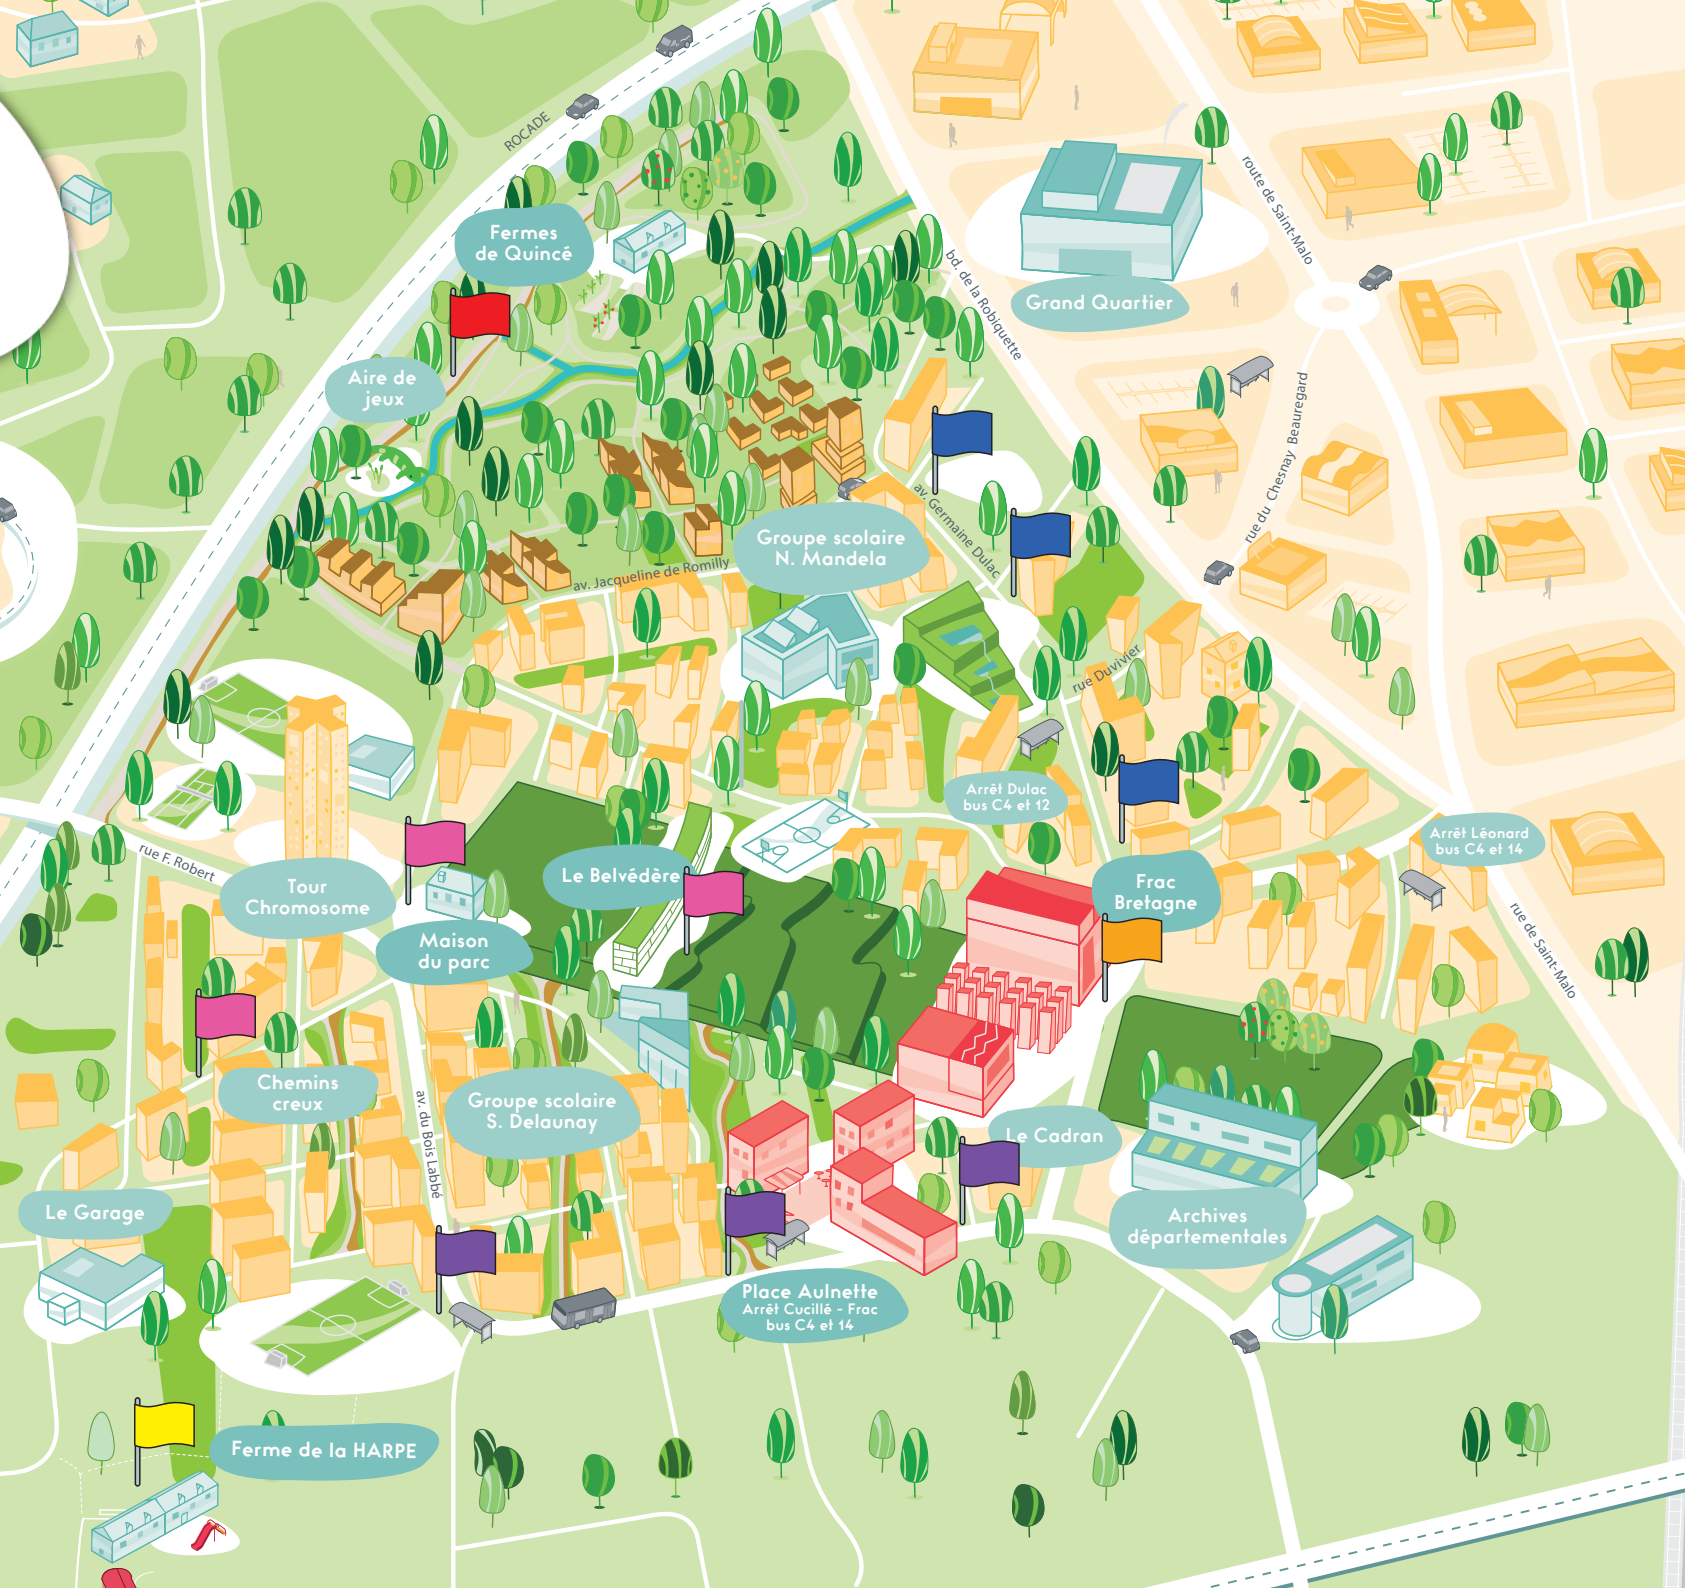 ROCADE
Fermes
de Quincé
Grand Quartier
route de Saint-Malo
bd. de la Robiquette
Aire de
jeux
rue du Chesnay Beauregard
av. Germaine Dulac
Groupe scolaire
N. Mandela
av. Jacqueline de Romilly
rue Duvivier
Arrêt Dulac
bus C4 et 12
Arrêt Léonard
bus C4 et 14
rue F. Robert
Tour
Chromosome
Le Belvédère
Frac
Bretagne
Maison
du parc
rue de Saint-Malo
Chemins
creux
Groupe scolaire
S. Delaunay
av. du Bois Labbé
Le Cadran
Le Garage
Archives
départementales
Place Aulnette
Arrêt Cucillé - Frac
bus C4 et 14
Ferme de la HARPE